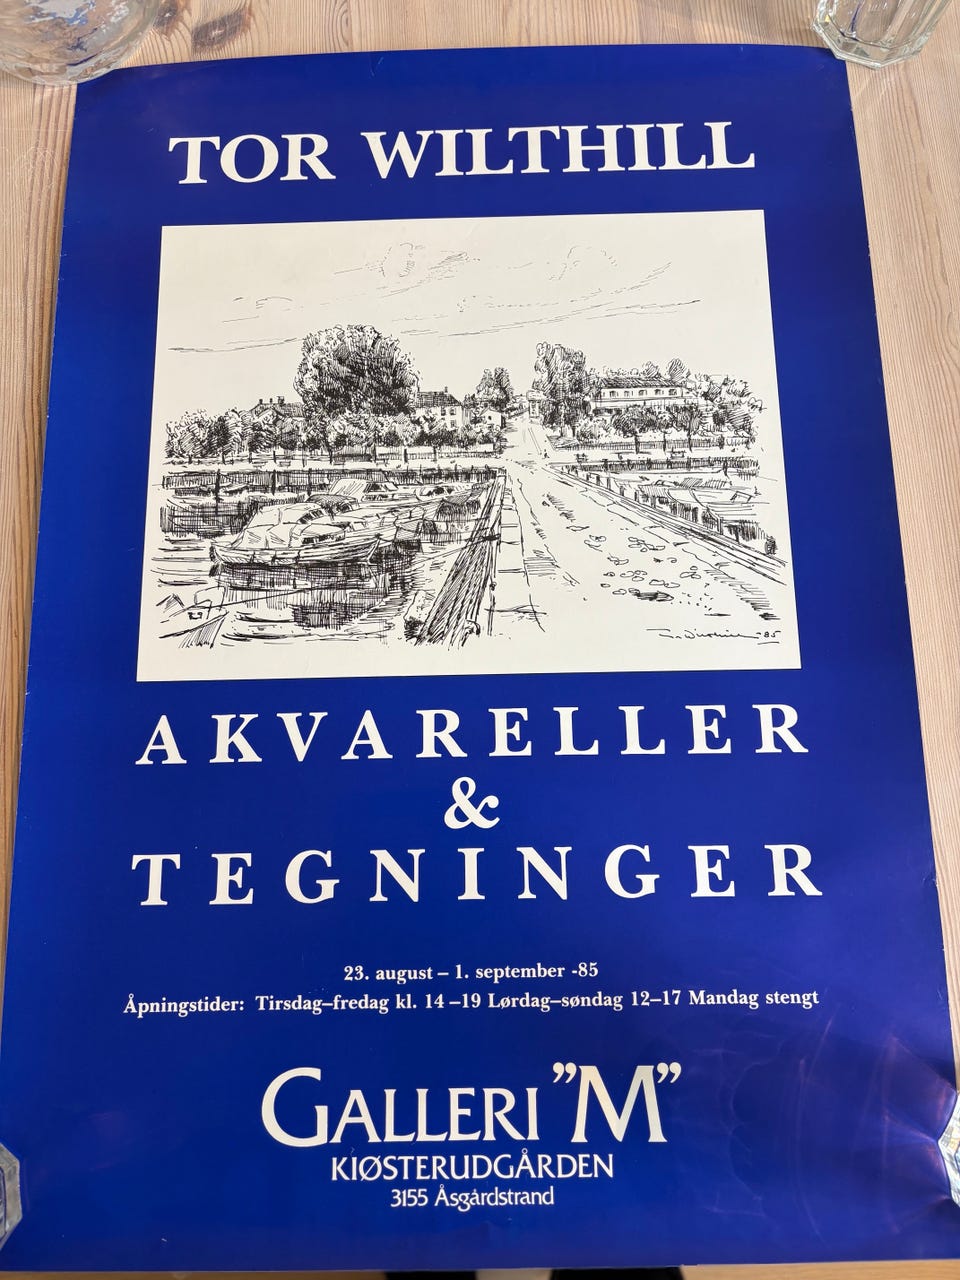 TOR WILTHILL
-85
AKVARELLER
&
TEGNINGER
23. august – 1. september -85
Åpningstider: Tirsdag–fredag kl. 14–19 Lørdag–søndag 12–17 Mandag stengt
GALLERI ”M”
KIØSTERUDGÅRDEN
3155 Åsgårdstrand